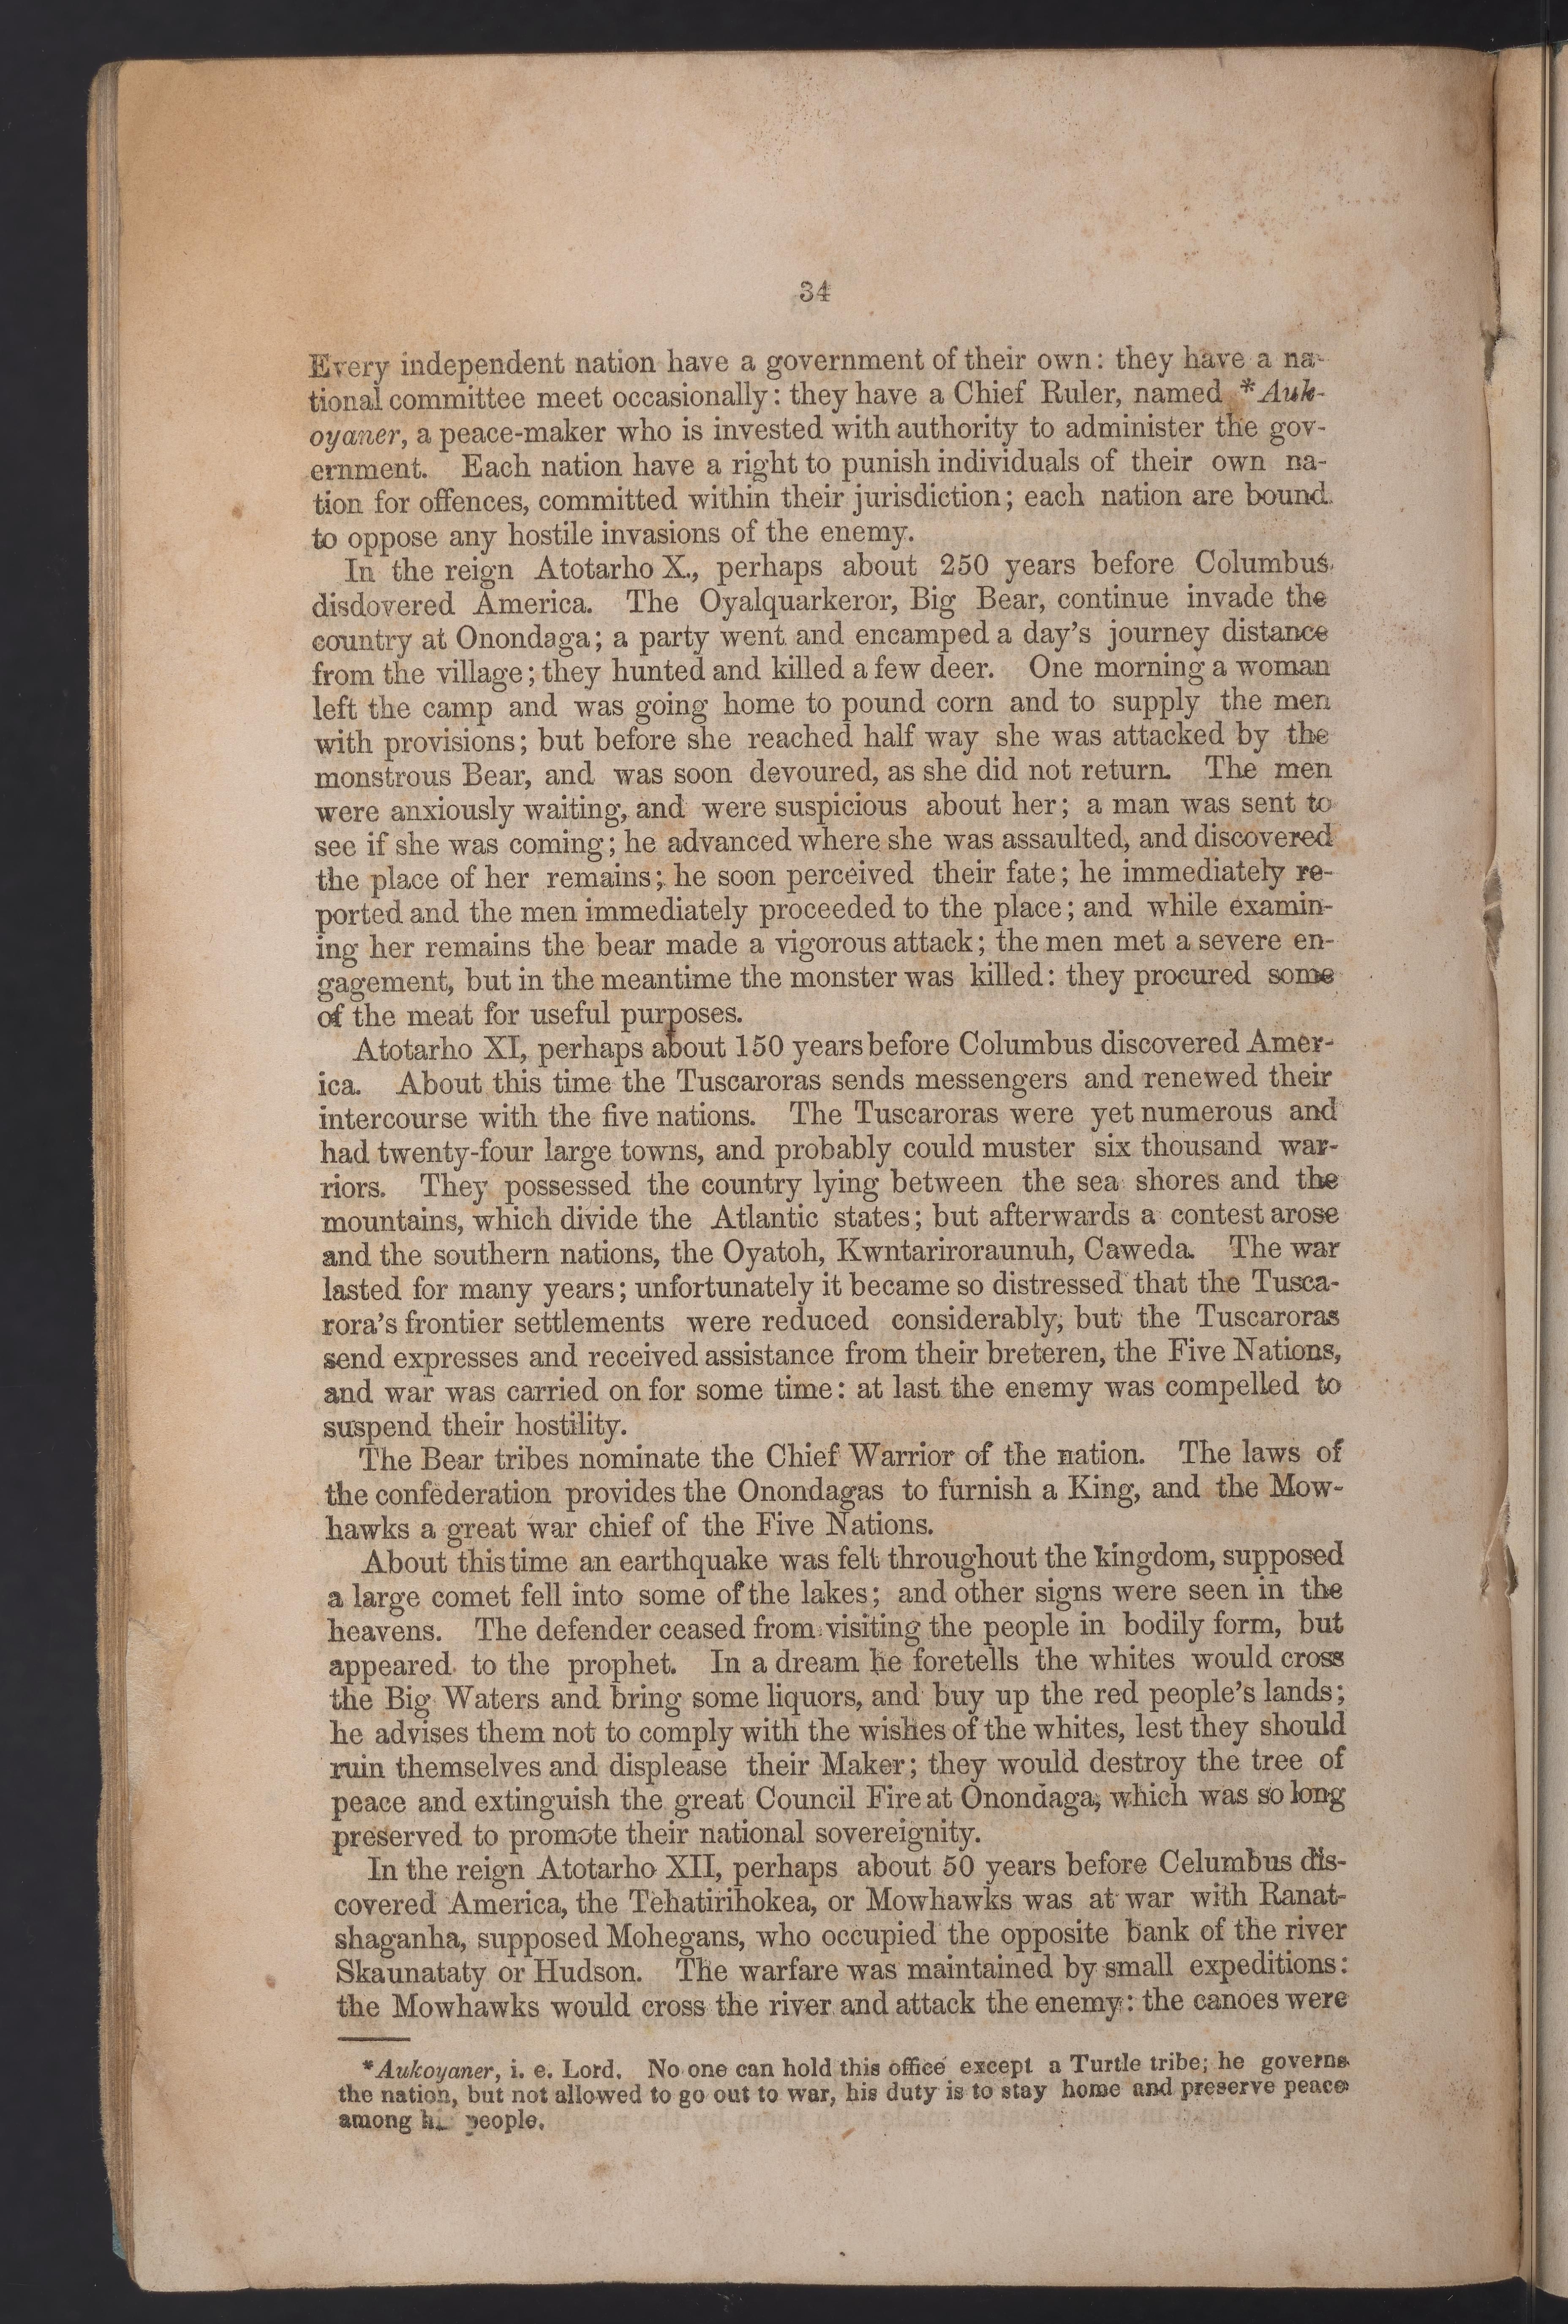 34
Every independent nation have a government of their own: they have a na-
tional committee meet occasionally: they have a Chief Ruler, named *Auk-
oyaner, a peace-maker who is invested with authority to administer the gov-
ernment. Each nation have a right to punish individuals of their own na-
tion for offences, committed within their jurisdiction; each nation are bound
to oppose any hostile invasions of the enemy.
In the reign Atotarho X., perhaps about 250 years before Columbus
disdovered America. The Oyalquarkeror, Big Bear, continue invade the
country at Onondaga; a party went and encamped a day's journey distance
from the village; they hunted and killed a few deer. One morning a woman
left the camp and was going home to pound corn and to supply the men
with provisions; but before she reached half way she was attacked by the
monstrous Bear, and was soon devoured, as she did not return. The men
were anxiously waiting, and were suspicious about her; a man was sent to
see if she was coming; he advanced where she was assaulted, and discovered
the place of her remains; he soon perceived their fate; he immediately re-
ported and the men immediately proceeded to the place; and while examin-
ing her remains the bear made a vigorous attack; the men met a severe en-
gagement, but in the meantime the monster was killed: they procured some
of the meat for useful purposes.
Atotarho XI, perhaps about 150 years before Columbus discovered Amer-
ica. About this time the Tuscaroras sends messengers and renewed their
intercourse with the five nations. The Tuscaroras were yet numerous and
had twenty-four large towns, and probably could muster six thousand war-
riors. They possessed the country lying between the sea shores and the
mountains, which divide the Atlantic states; but afterwards a contest arose
and the southern nations, the Oyatoh, Kwntariroraunuh, Caweda. The war
lasted for many years; unfortunately it became so distressed that the Tusca-
rora's frontier settlements were reduced considerably, but the Tuscaroras
send expresses and received assistance from their breteren, the Five Nations,
and war was carried on for some time: at last the enemy was compelled to
suspend their hostility.
The Bear tribes nominate the Chief Warrior of the nation. The laws of
the confederation provides the Onondagas to furnish a King, and the Mow-
hawks a great war chief of the Five Nations.
About this time an earthquake was felt throughout the kingdom, supposed
a large comet fell into some of the lakes; and other signs were seen in the
heavens. The defender ceased from visiting the people in bodily form, but
appeared to the prophet. In a dream he foretells the whites would cross
the Big Waters and bring some liquors, and buy up the red people's lands;
he advises them not to comply with the wishes of the whites, lest they should
ruin themselves and displease their Maker; they would destroy the tree of
peace and extinguish the great Council Fire at Onondaga, which was so long
preserved to promote their national sovereignity.
In the reign Atotarho XII, perhaps about 50 years before Celumbus dis-
covered America, the Tehatirihokea, or Mowhawks was at war with Ranat-
shaganha, supposed Mohegans, who occupied the opposite bank of the river
Skaunataty or Hudson. The warfare was maintained by small expeditions:
the Mowhawks would cross the river and attack the enemy: the canoes were
*Aukoyaner, i. e. Lord. No one can hold this office except a Turtle tribe; he governs
the nation, but not allowed to go out to war, his duty is to stay home and preserve peace
among people.